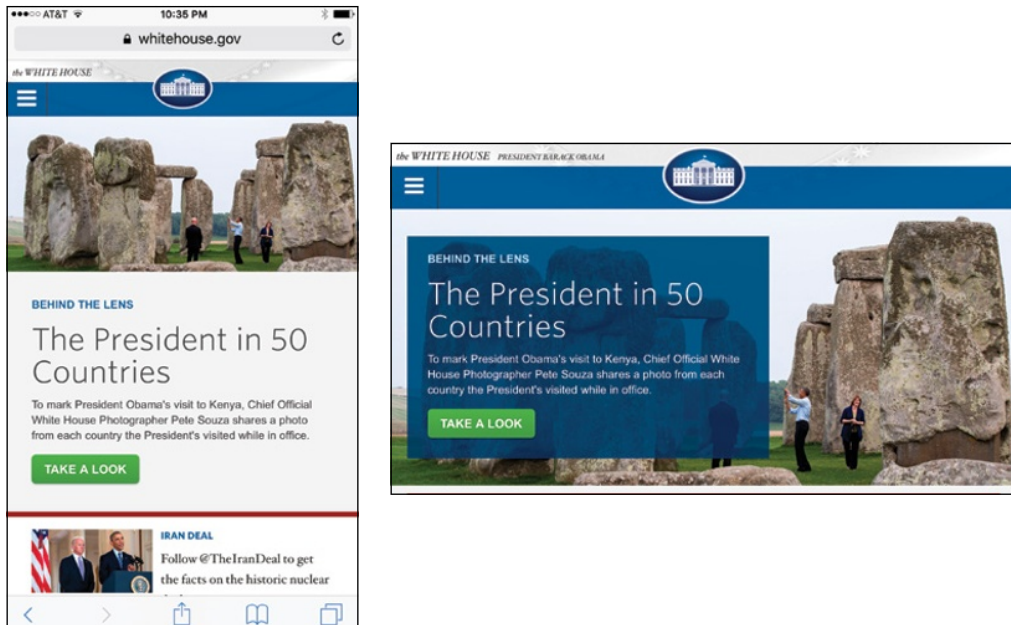 ●●●○○ AT&T 10:35 PM
whitehouse.gov
the WHITE HOUSE
BEHIND THE LENS
The President in 50
Countries
To mark President Obama's visit to Kenya, Chief Official
White House Photographer Pete Souza shares a photo
from each country the President's visited while in office.
TAKE A LOOK
IRAN DEAL
Follow @TheIranDeal to get
the facts on the historic nuclear
the WHITE HOUSE PRESIDENT BARACK OBAMA
BEHIND THE LENS
The President in 50
Countries
To mark President Obama's visit to Kenya, Chief Official White
House Photographer Pete Souza shares a photo from each
country the President's visited while in office.
TAKE A LOOK